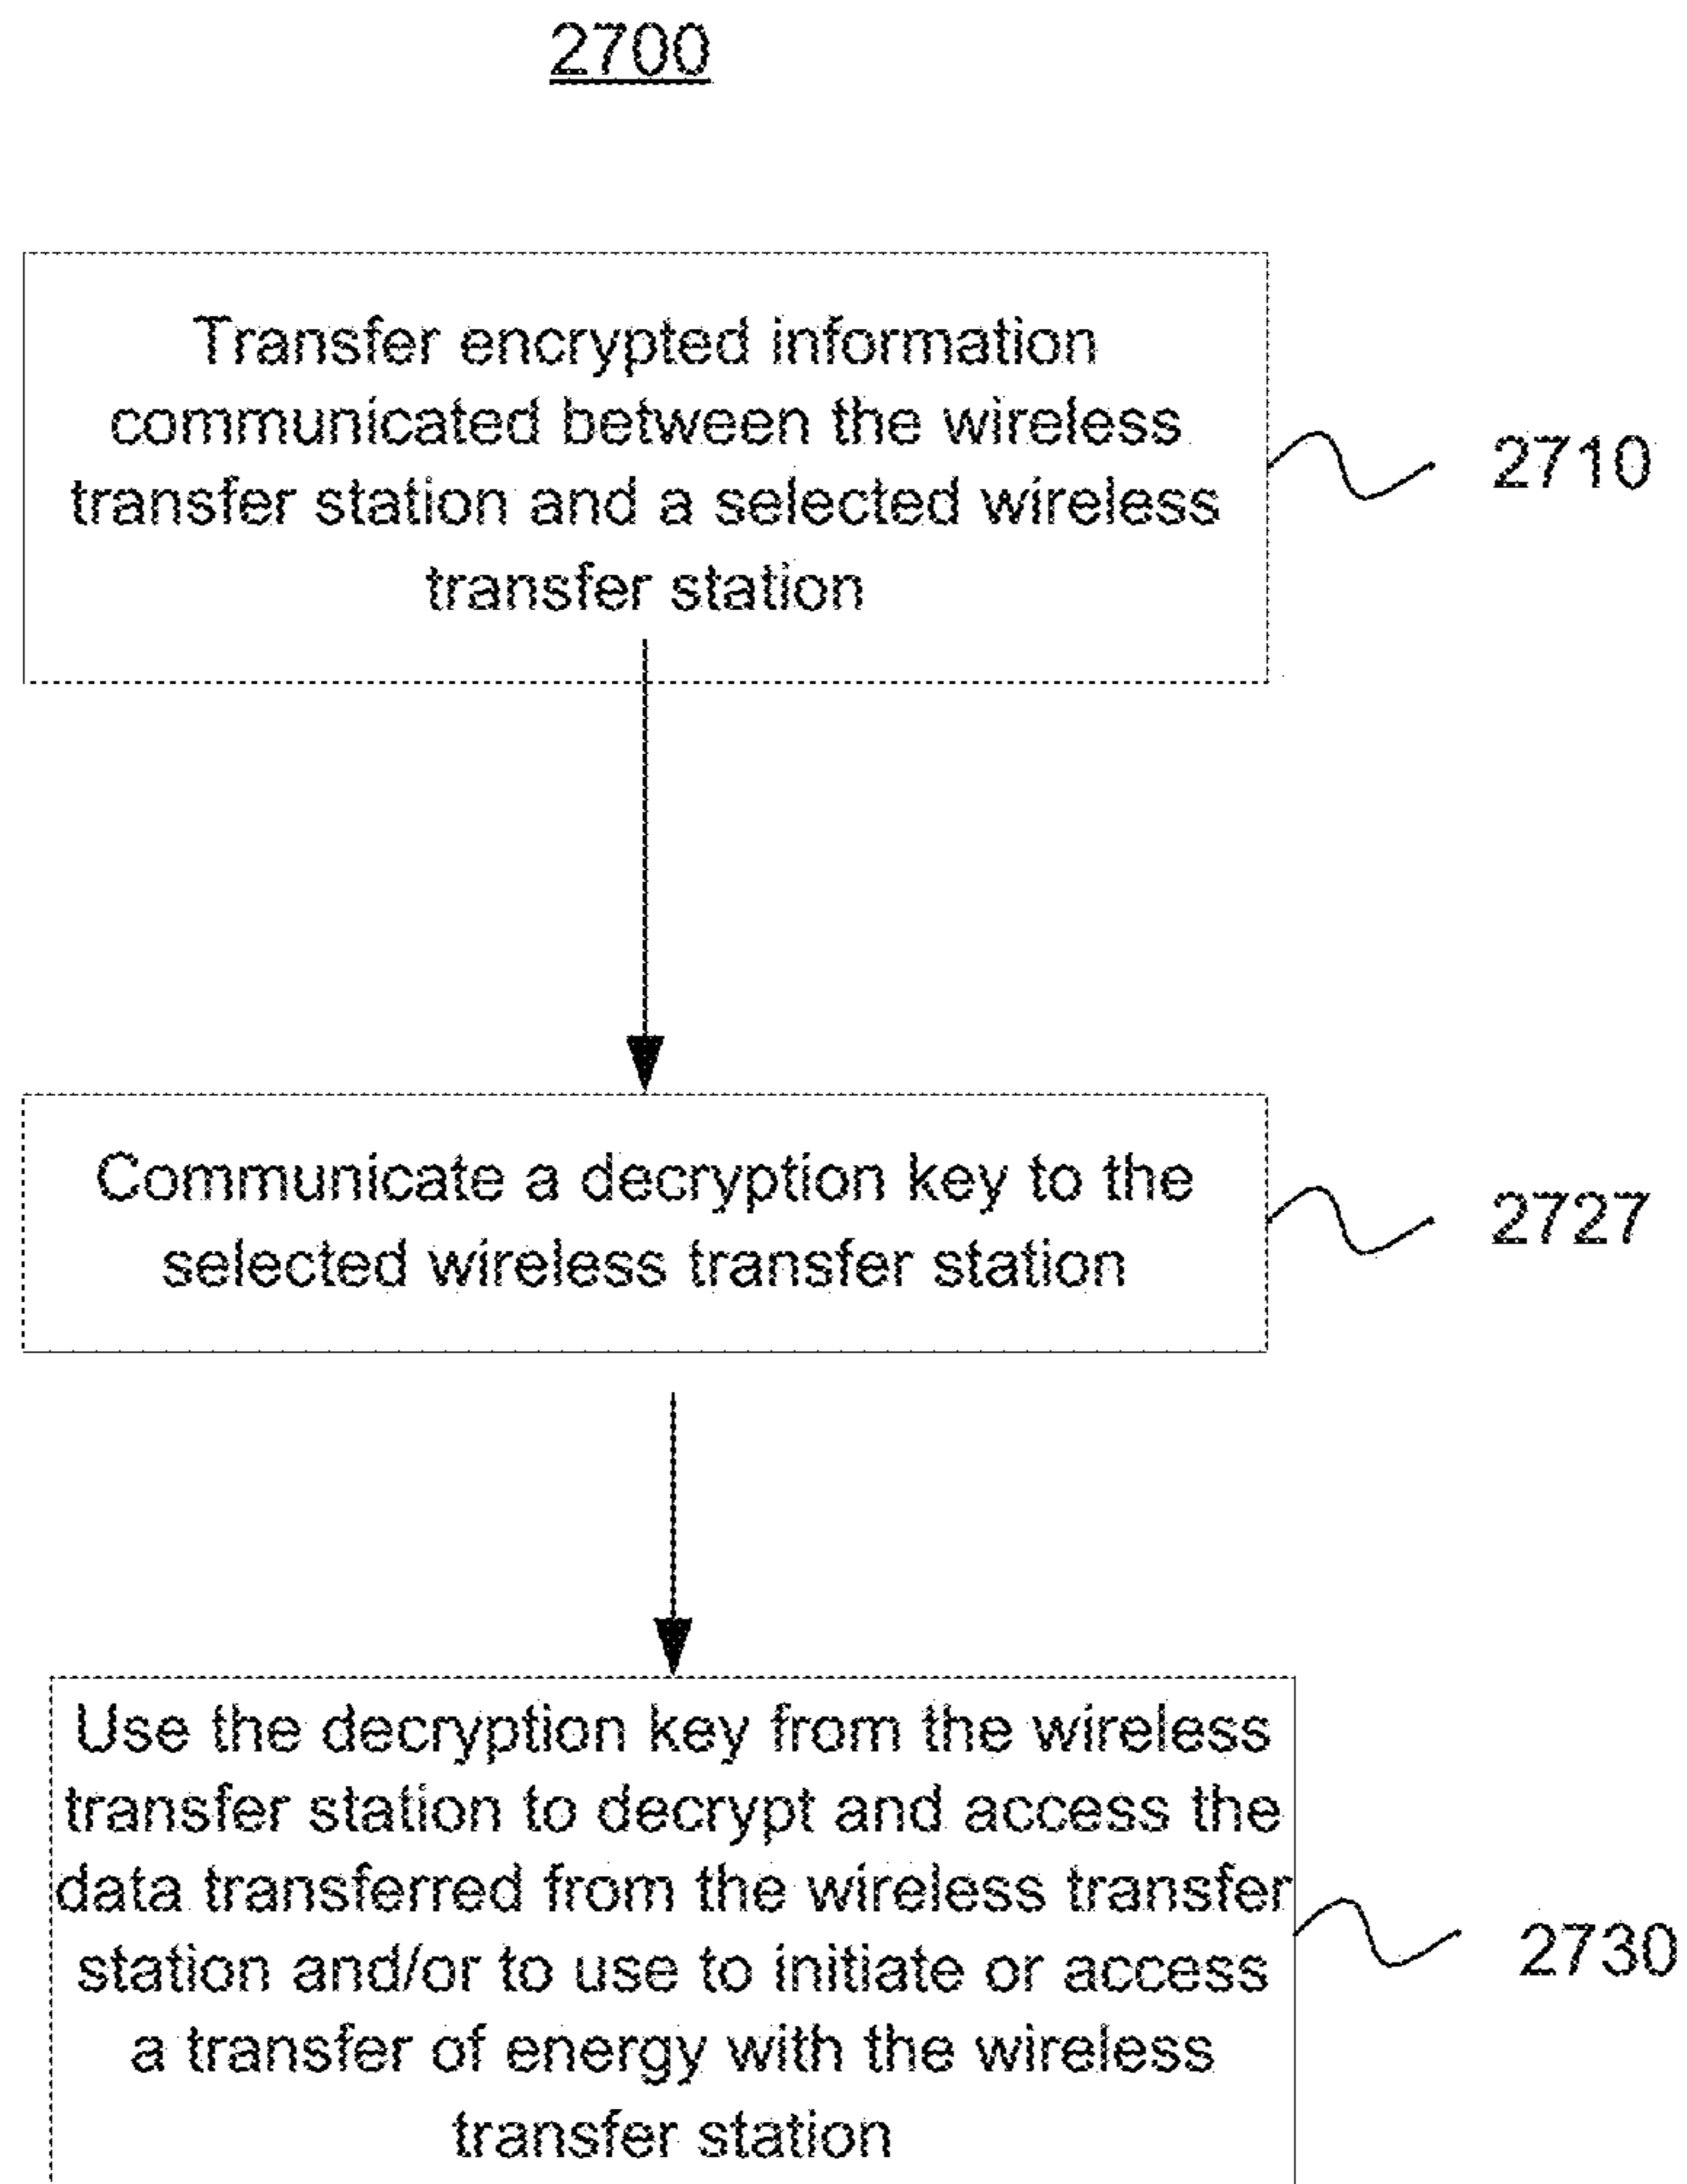 2700
Transfer encrypted information
communicated between the wireless
transfer station and a selected wireless
transfer station
2710
Communicate a decryption key to the
selected wireless transfer station
2727
Use the decryption key from the wireless
transfer station to decrypt and access the
data transferred from the wireless transfer
station and/or to use to initiate or access
a transfer of energy with the wireless
transfer station
2730